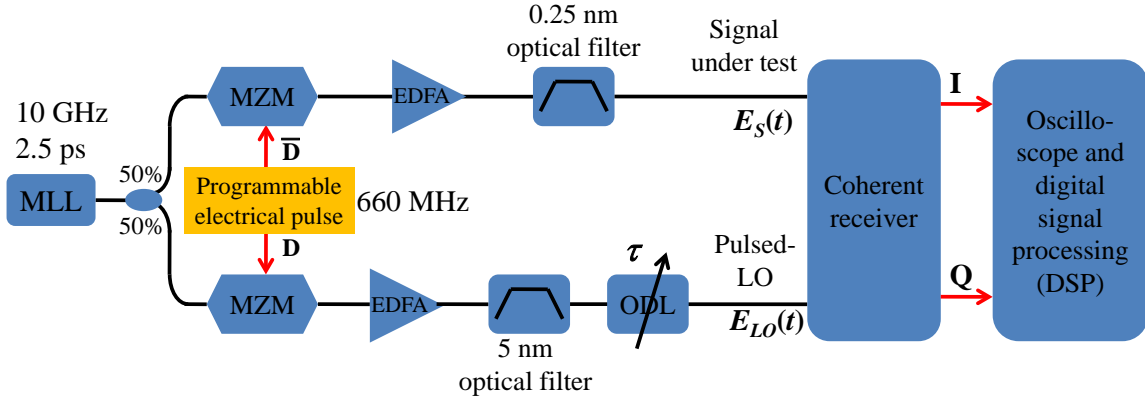 0.25 nm
optical filter
Signal
under test
10 GHz
2.5 ps
MLL
50%
50%
MZM
EDFA
E_S(t)
D̅
Programmable
electrical pulse
660 MHz
D
MZM
EDFA
5 nm
optical filter
τ
ODL
Pulsed-
LO
E_LO(t)
Coherent
receiver
I
Q
Oscillo-
scope and
digital
signal
processing
(DSP)